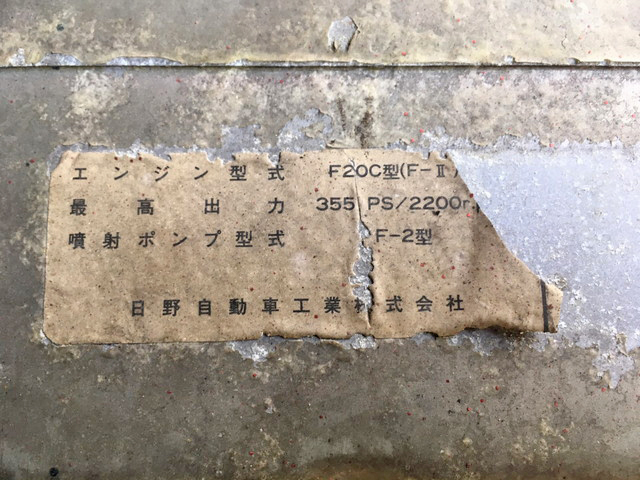 エンジン型式 F20C型(F-Ⅱ)
最高出力 355 PS/2200r
噴射ポンプ型式 F-2型
日野自動車工業株式会社